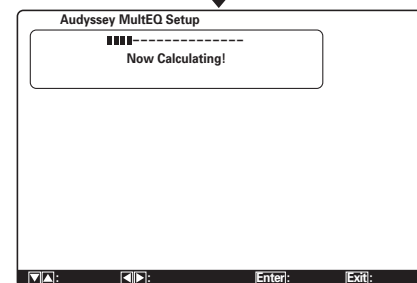 Audyssey MultEQ Setup
Now Calculating!
▼▲: ◀▶: Enter: Exit: